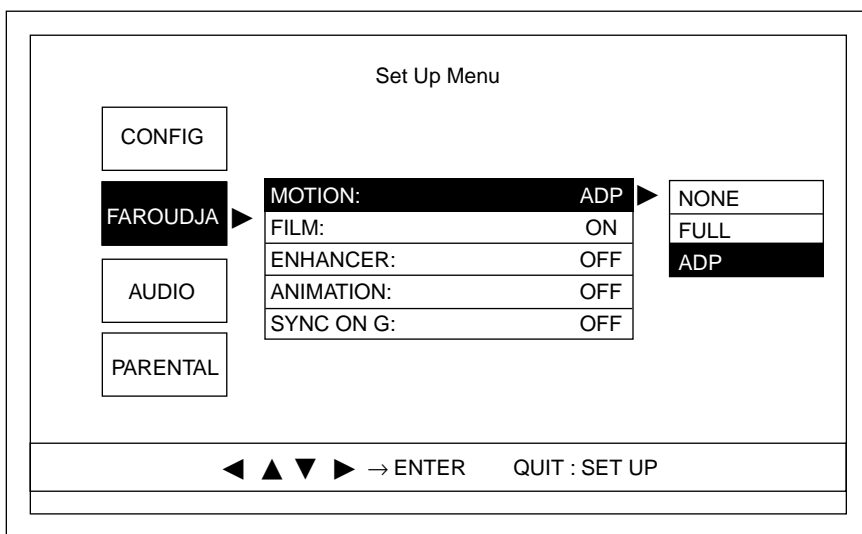 Set Up Menu
CONFIG
FAROUDJA
AUDIO
PARENTAL
MOTION: ADP
FILM: ON
ENHANCER: OFF
ANIMATION: OFF
SYNC ON G: OFF
NONE
FULL
ADP
◀ ▲ ▼ ▶ → ENTER QUIT : SET UP